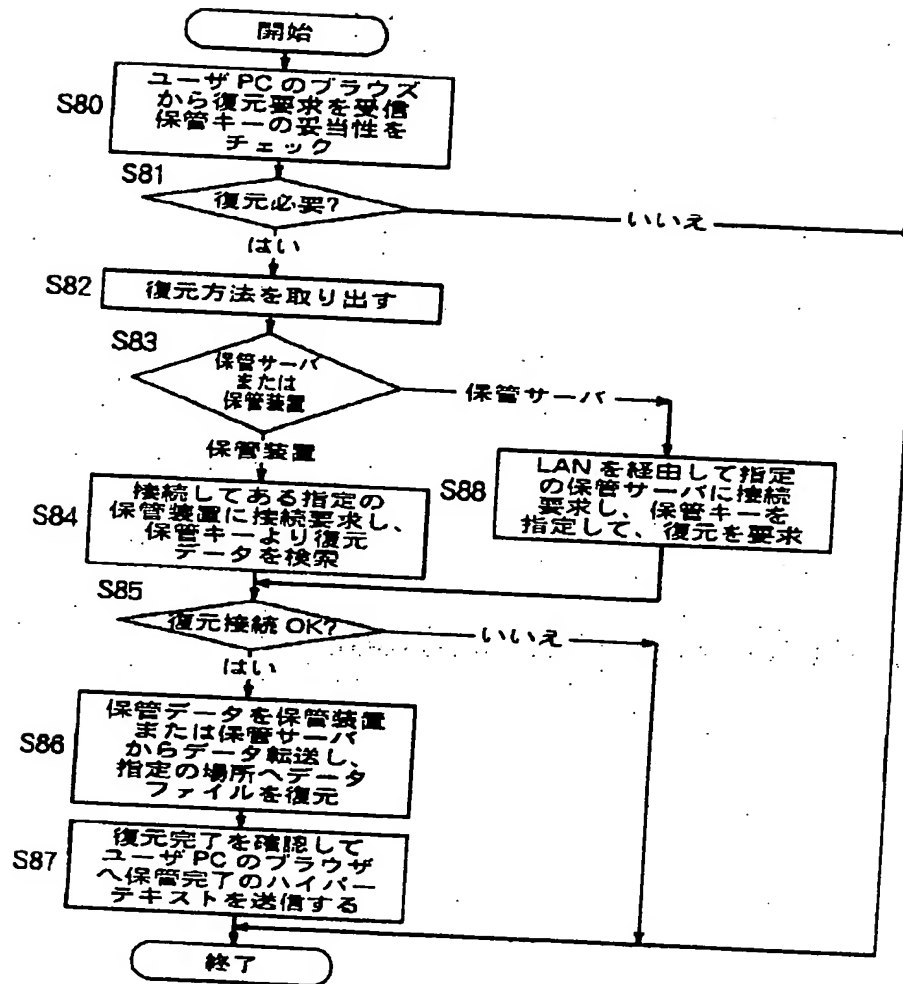 開始
S80
ユーザPCのブラウズ
から復元要求を受信
保管キーの妥当性を
チェック
S81
復元必要?
いいえ
はい
S82
復元方法を取り出す
S83
保管サーバ
または
保管装置
保管サーバ
保管装置
S84
接続してある指定の
保管装置に接続要求し、
保管キーより復元
データを検索
S88
LANを経由して指定
の保管サーバに接続
要求し、保管キーを
指定して、復元を要求
S85
復元接続OK?
いいえ
はい
S86
保管データを保管装置
または保管サーバ
からデータ転送し、
指定の場所へデータ
ファイルを復元
S87
復元完了を確認して
ユーザPCのブラウザ
へ保管完了のハイパー
テキストを送信する
終了